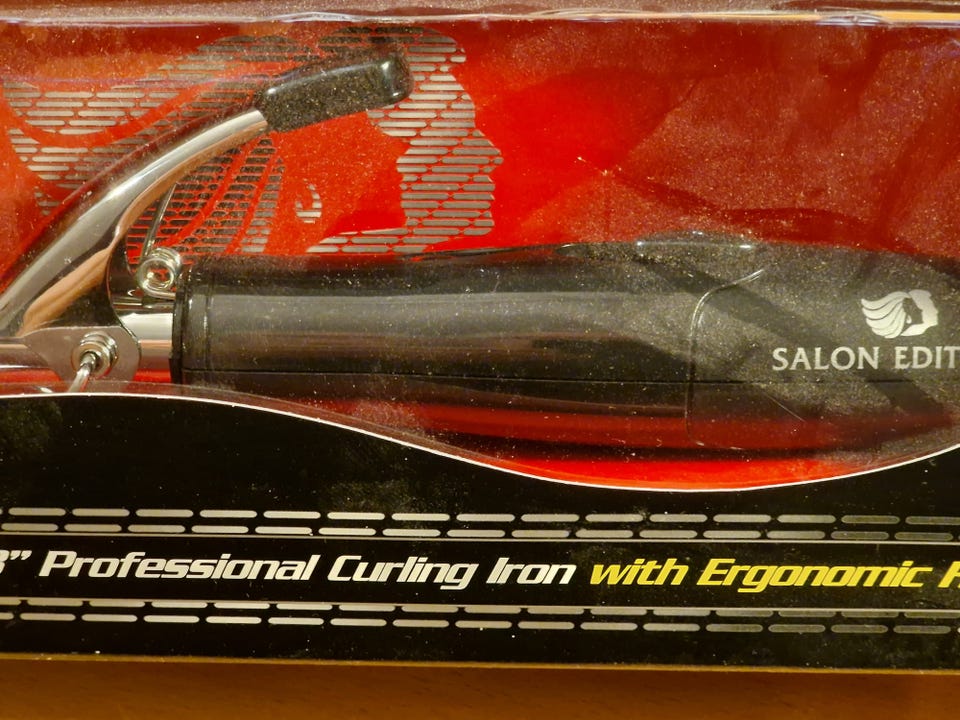 SALON EDIT
" Professional Curling Iron with Ergonomic